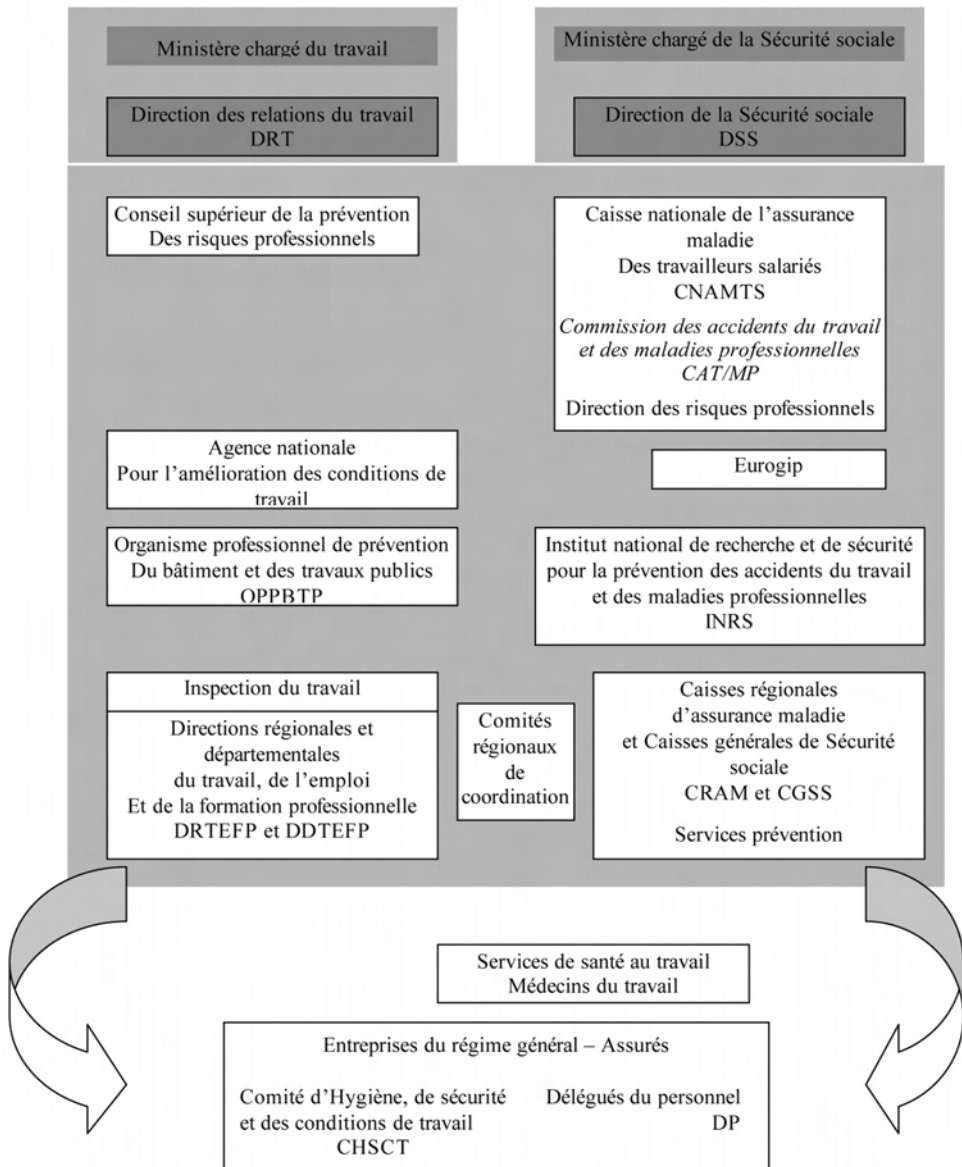 Ministère chargé du travail
Direction des relations du travail
DRT
Ministère chargé de la Sécurité sociale
Direction de la Sécurité sociale
DSS
Conseil supérieur de la prévention
Des risques professionnels
Caisse nationale de l'assurance
maladie
Des travailleurs salariés
CNAMTS
Commission des accidents du travail
et des maladies professionnelles
CAT/MP
Direction des risques professionnels
Agence nationale
Pour l'amélioration des conditions de
travail
Eurogip
Organisme professionnel de prévention
Du bâtiment et des travaux publics
OPPBTP
Institut national de recherche et de sécurité
pour la prévention des accidents du travail
et des maladies professionnelles
INRS
Inspection du travail
Directions régionales et
départementales
du travail, de l'emploi
Et de la formation professionnelle
DRTEFP et DDTEFP
Comités
régionaux
de
coordination
Caisses régionales
d'assurance maladie
et Caisses générales de Sécurité
sociale
CRAM et CGSS
Services prévention
Services de santé au travail
Médecins du travail
Entreprises du régime général – Assurés
Comité d'Hygiène, de sécurité
et des conditions de travail
CHSCT
Délégués du personnel
DP